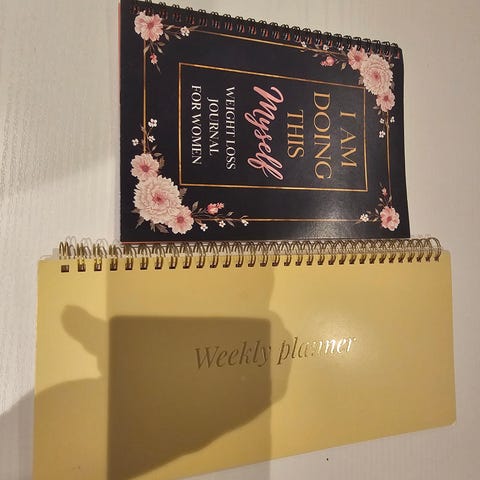 I AM
DOING
THIS
Myself
WEIGHT LOSS
JOURNAL
FOR WOMEN
Weekly planner